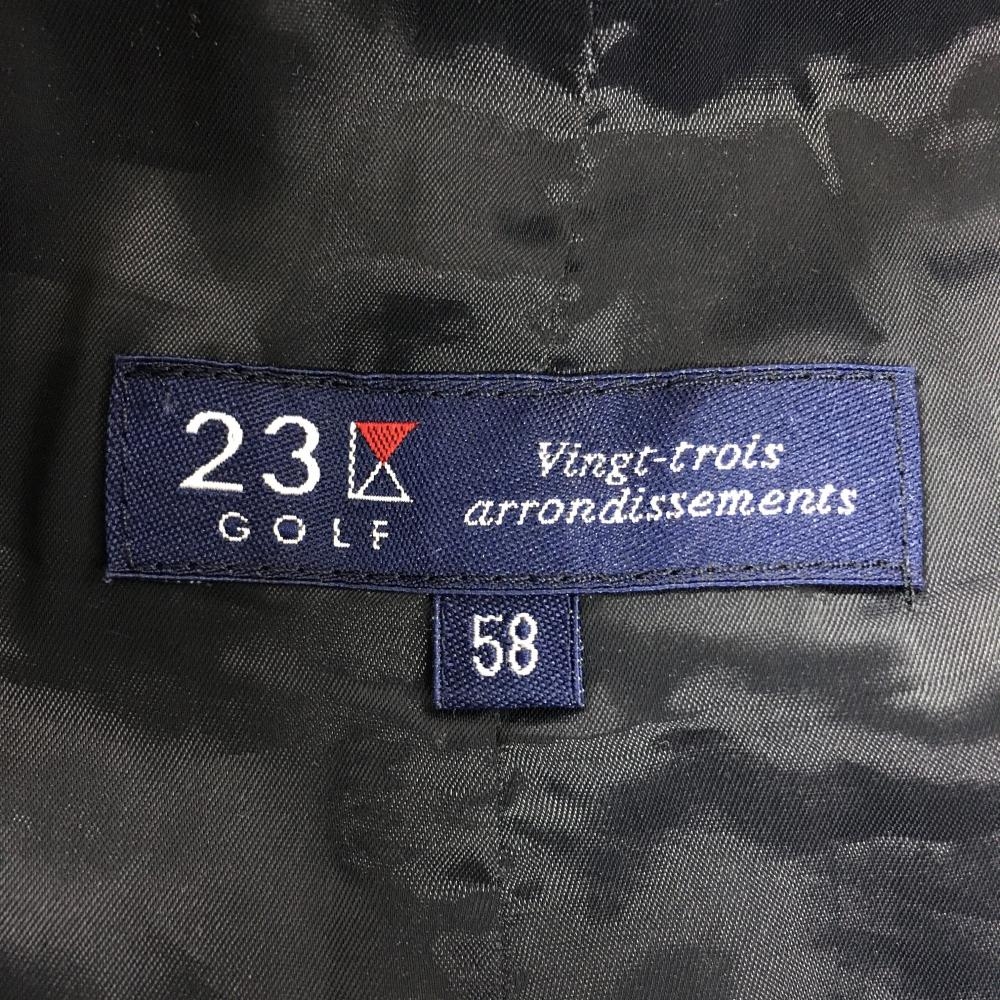 23
GOLF
Vingt-trois
arrondissements
58